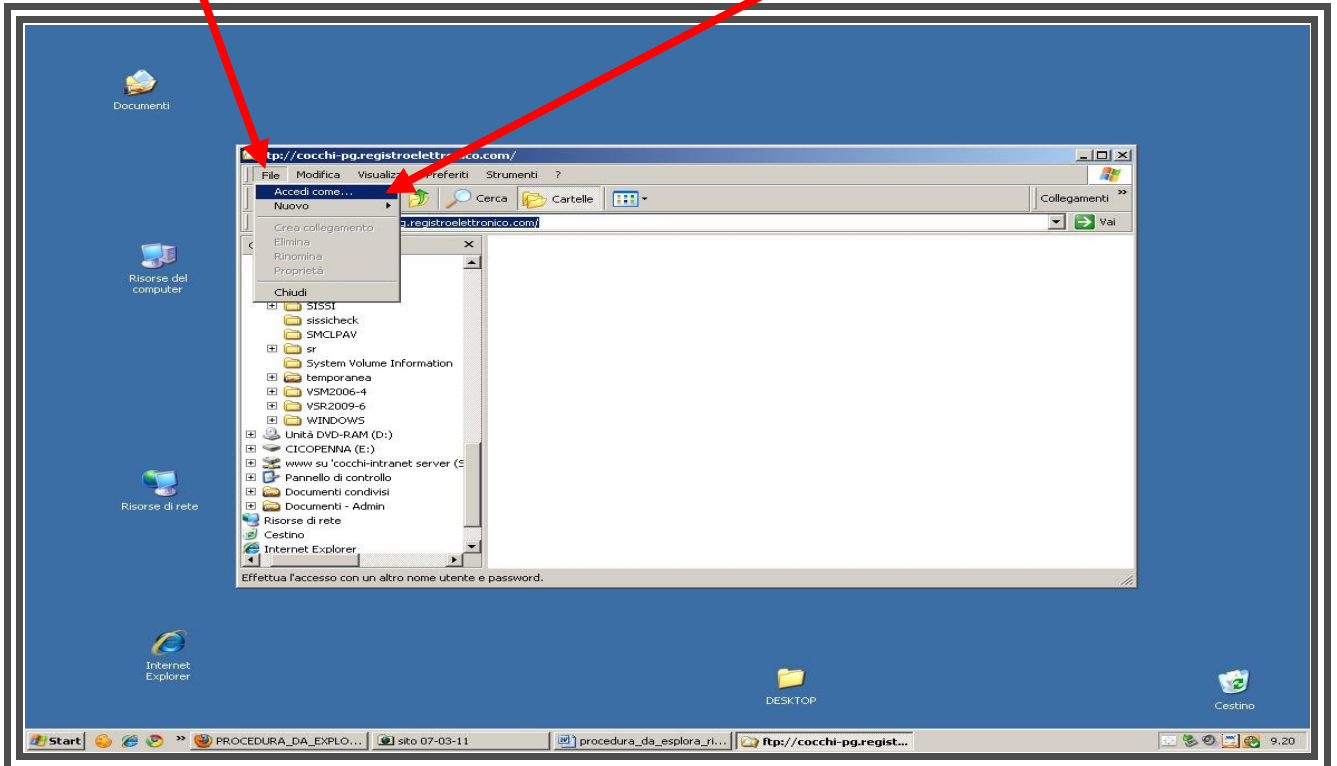 Documenti
Risorse del
computer
Risorse di rete
Internet
Explorer
tp://cocchi-pg.registroelettronico.com/
File Modifica Visualizza Preferiti Strumenti ?
Accedi come...
Nuovo
Crea collegamento
Elimina
Rinomina
Proprietà
Chiudi
Cerca Cartelle
Collegamenti »
.registroelettronico.com/
Vai
SISSI
sissicheck
SMCLPAV
sr
System Volume Information
temporanea
VSM2006-4
VSR2009-6
WINDOWS
Unità DVD-RAM (D:)
CICOPENNA (E:)
www su 'cocchi-intranet server (S
Pannello di controllo
Documenti condivisi
Documenti - Admin
Risorse di rete
Cestino
Internet Explorer
Effettua l'accesso con un altro nome utente e password.
DESKTOP
Cestino
Start » PROCEDURA_DA_EXPLO... sito 07-03-11 procedura_da_esplora_ri... ftp://cocchi-pg.regist... 9.20